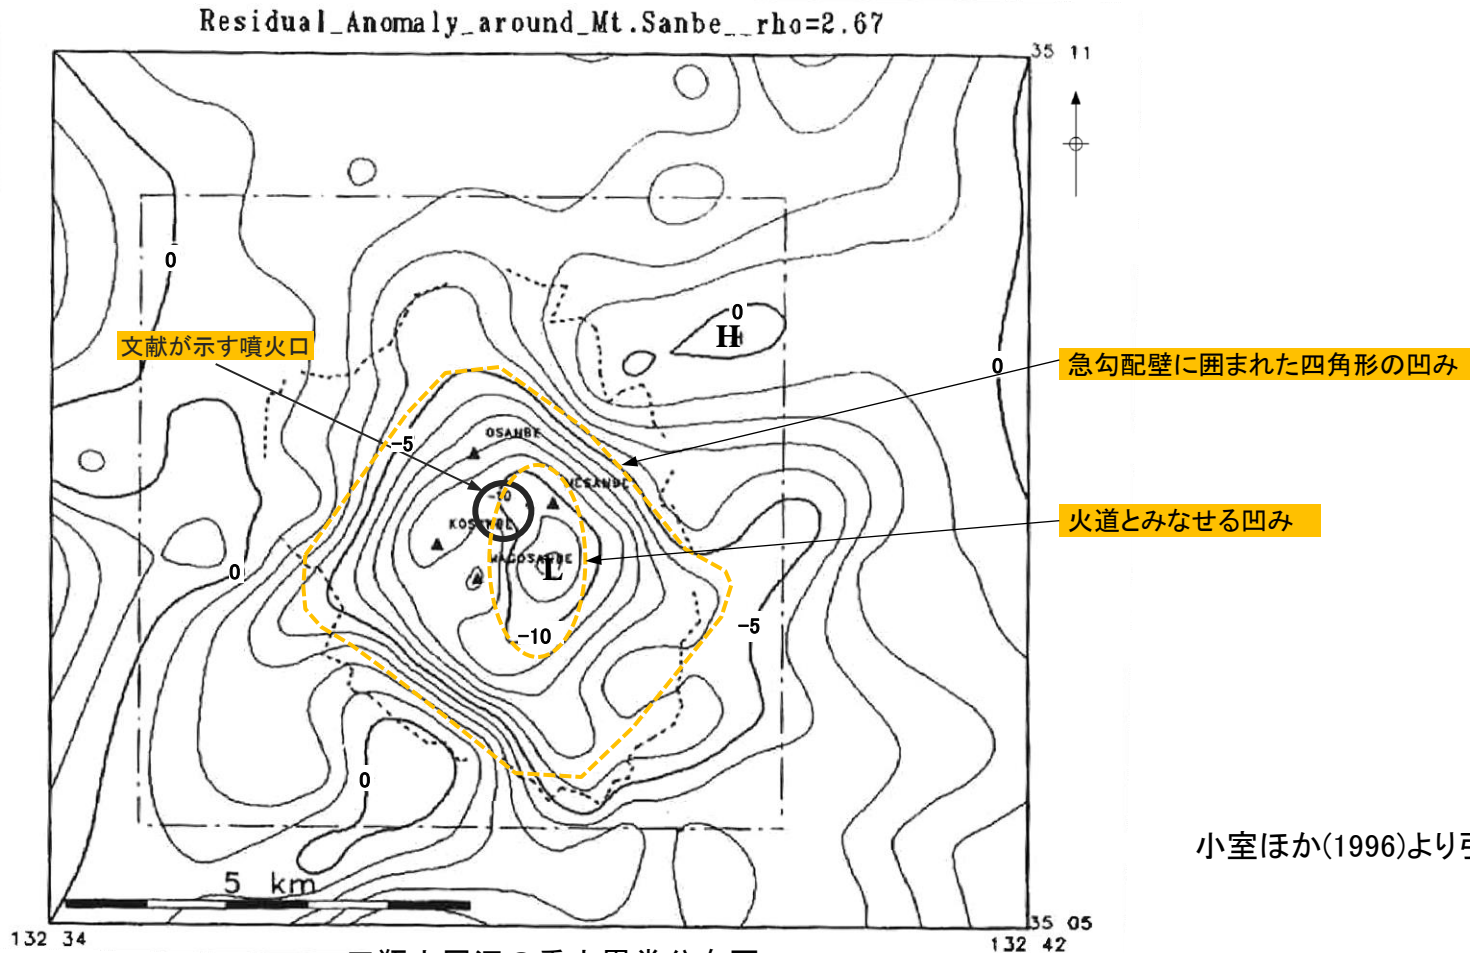 Residual_Anomaly_around_Mt.Sanbe__rho=2.67
35 11
0
0
H
文献が示す噴火口
急勾配壁に囲まれた四角形の凹み
0
-5
OSANBE
-10
火道とみなせる凹み
L
0
-10
-5
0
小室ほか(1996)より
5 km
35 05
132 34
132 42